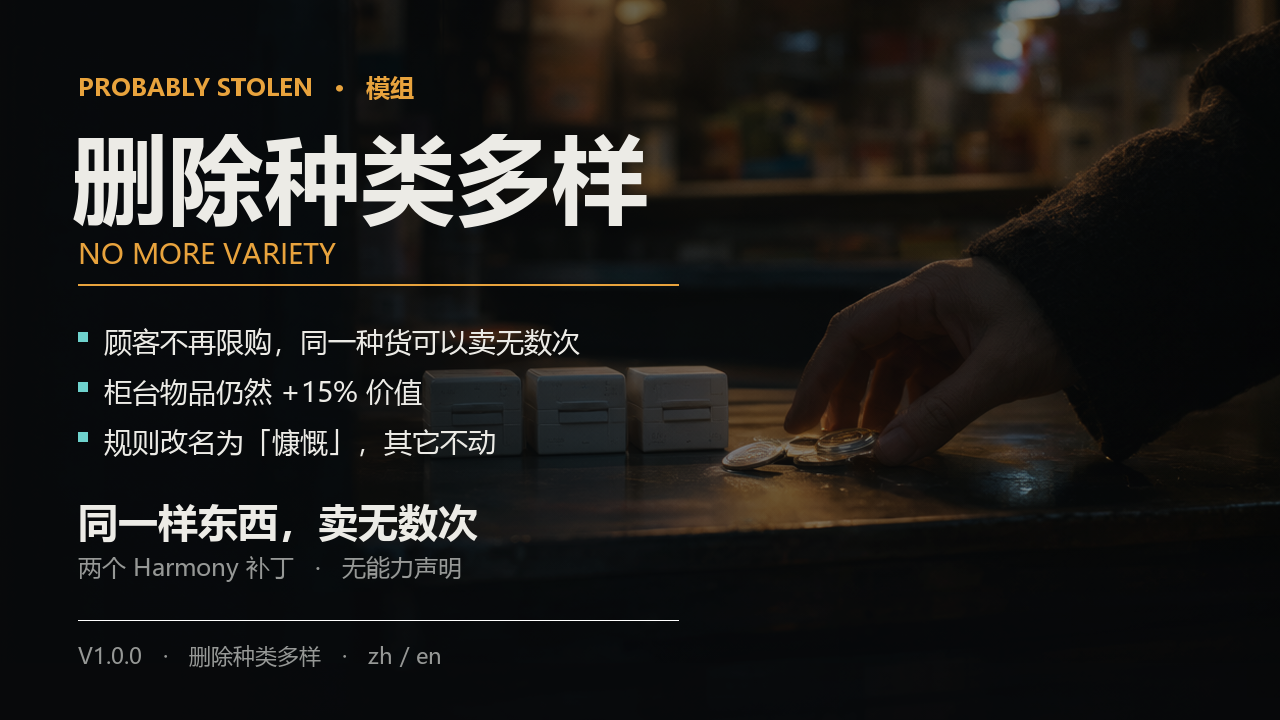 PROBABLY STOLEN · 模组
删除种类多样
NO MORE VARIETY
顾客不再限购，同一种货可以卖无数次
柜台物品仍然 +15% 价值
规则改名为「慷慨」，其它不动
同一样东西，卖无数次
两个 Harmony 补丁 · 无能力声明
V1.0.0 · 删除种类多样 · zh / en